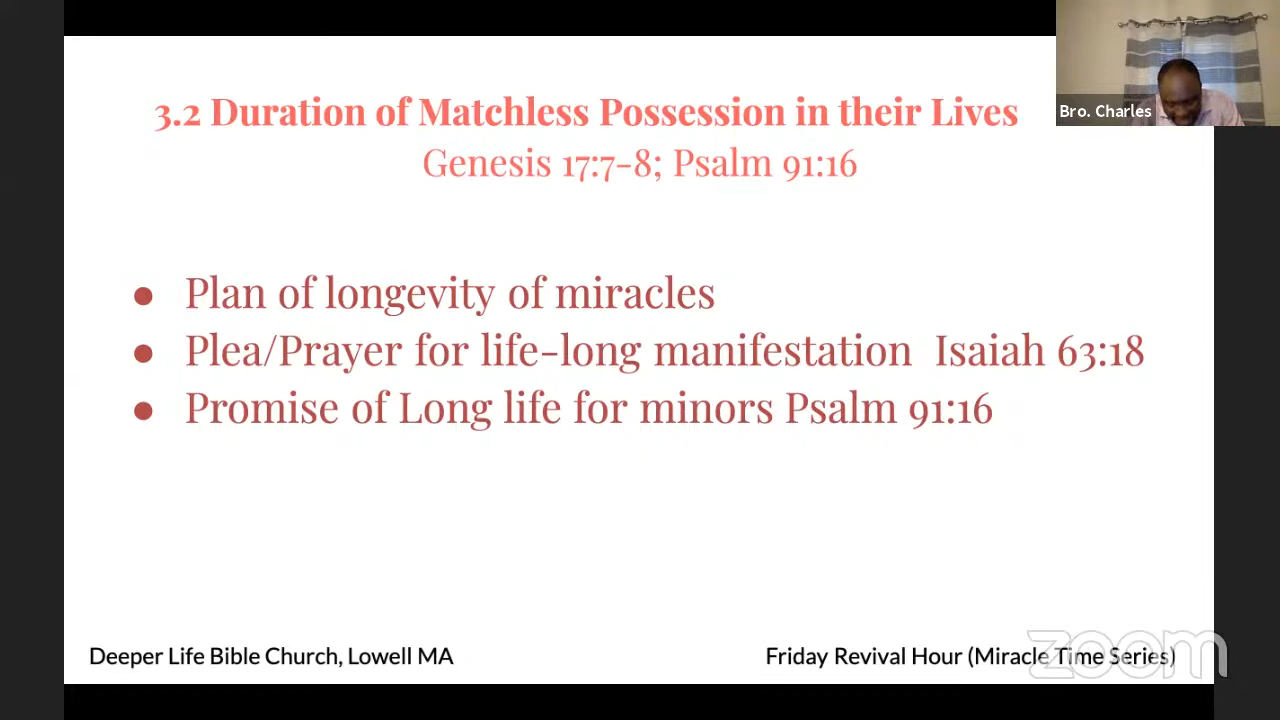 3.2 Duration of Matchless Possession in their Lives
Genesis 17:7-8; Psalm 91:16
Bro. Charles
● Plan of longevity of miracles
● Plea/Prayer for life-long manifestation Isaiah 63:18
● Promise of Long life for minors Psalm 91:16
Deeper Life Bible Church, Lowell MA
Friday Revival Hour (Miracle Time Series)
zoom